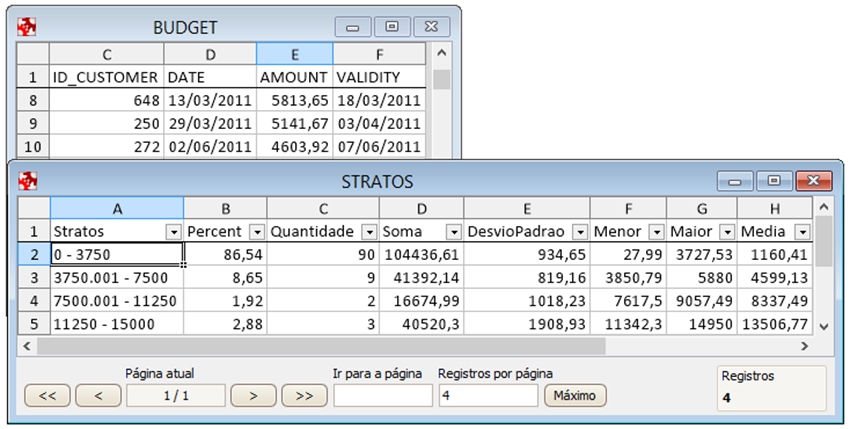 BUDGET
C D E F
1 ID_CUSTOMER DATE AMOUNT VALIDITY
8 648 13/03/2011 5813,65 18/03/2011
9 250 29/03/2011 5141,67 03/04/2011
10 272 02/06/2011 4603,92 07/06/2011
STRATOS
A B C D E F G H
1 Stratos Percent Quantidade Soma DesvioPadrao Menor Maior Media
2 0 - 3750 86,54 90 104436,61 934,65 27,99 3727,53 1160,41
3 3750.001 - 7500 8,65 9 41392,14 819,16 3850,79 5880 4599,13
4 7500.001 - 11250 1,92 2 16674,99 1018,23 7617,5 9057,49 8337,49
5 11250 - 15000 2,88 3 40520,3 1908,93 11342,3 14950 13506,77
Página atual Ir para a página Registros por página Registros
<< < 1 / 1 > >> 4 Máximo 4